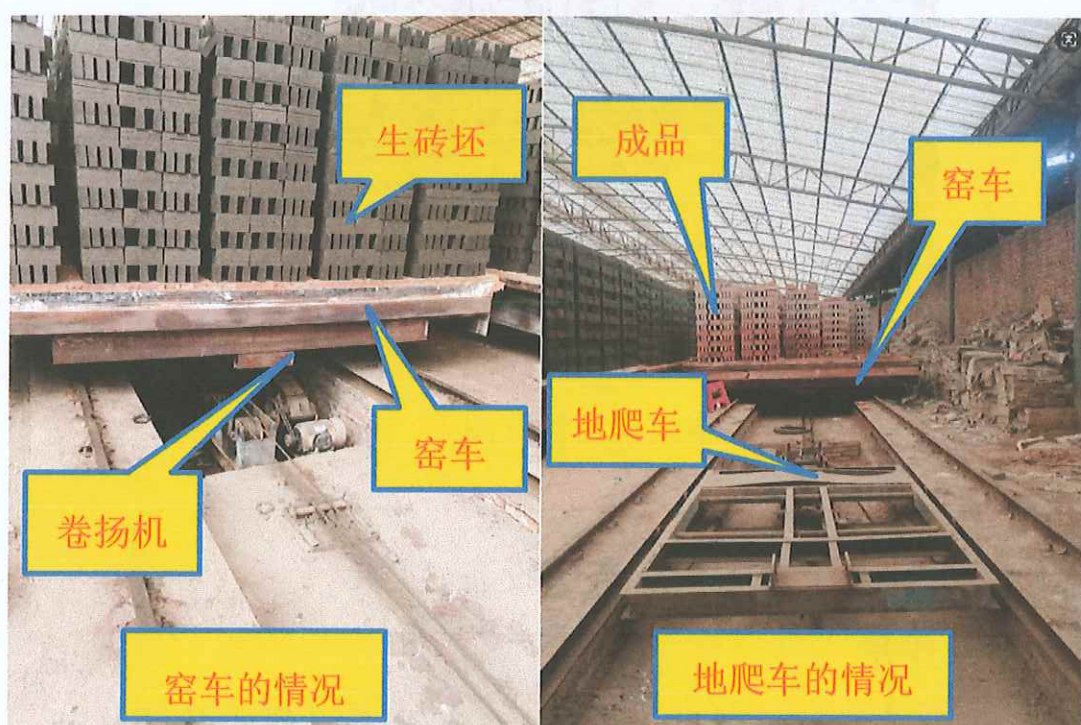 生砖坯
窑车
卷扬机
窑车的情况
成品
窑车
地爬车
地爬车的情况